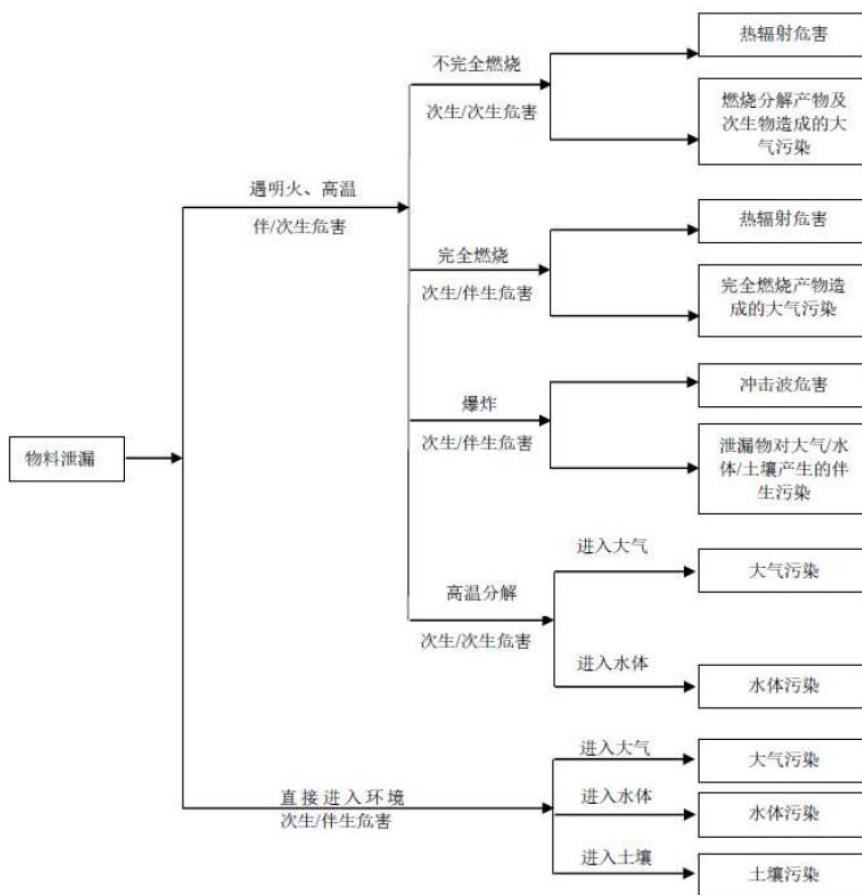 不完全燃烧
次生/次生危害
热辐射危害
燃烧分解产物及
次生物造成的大
气污染
遇明火、高温
伴/次生危害
完全燃烧
次生/伴生危害
热辐射危害
完全燃烧产物造
成的大气污染
爆炸
次生/伴生危害
冲击波危害
泄漏物对大气/水
体/土壤产生的伴
生污染
物料泄漏
高温分解
次生/次生危害
进入大气
大气污染
进入水体
水体污染
直接进入环境
次生/伴生危害
进入大气
大气污染
进入水体
水体污染
进入土壤
土壤污染